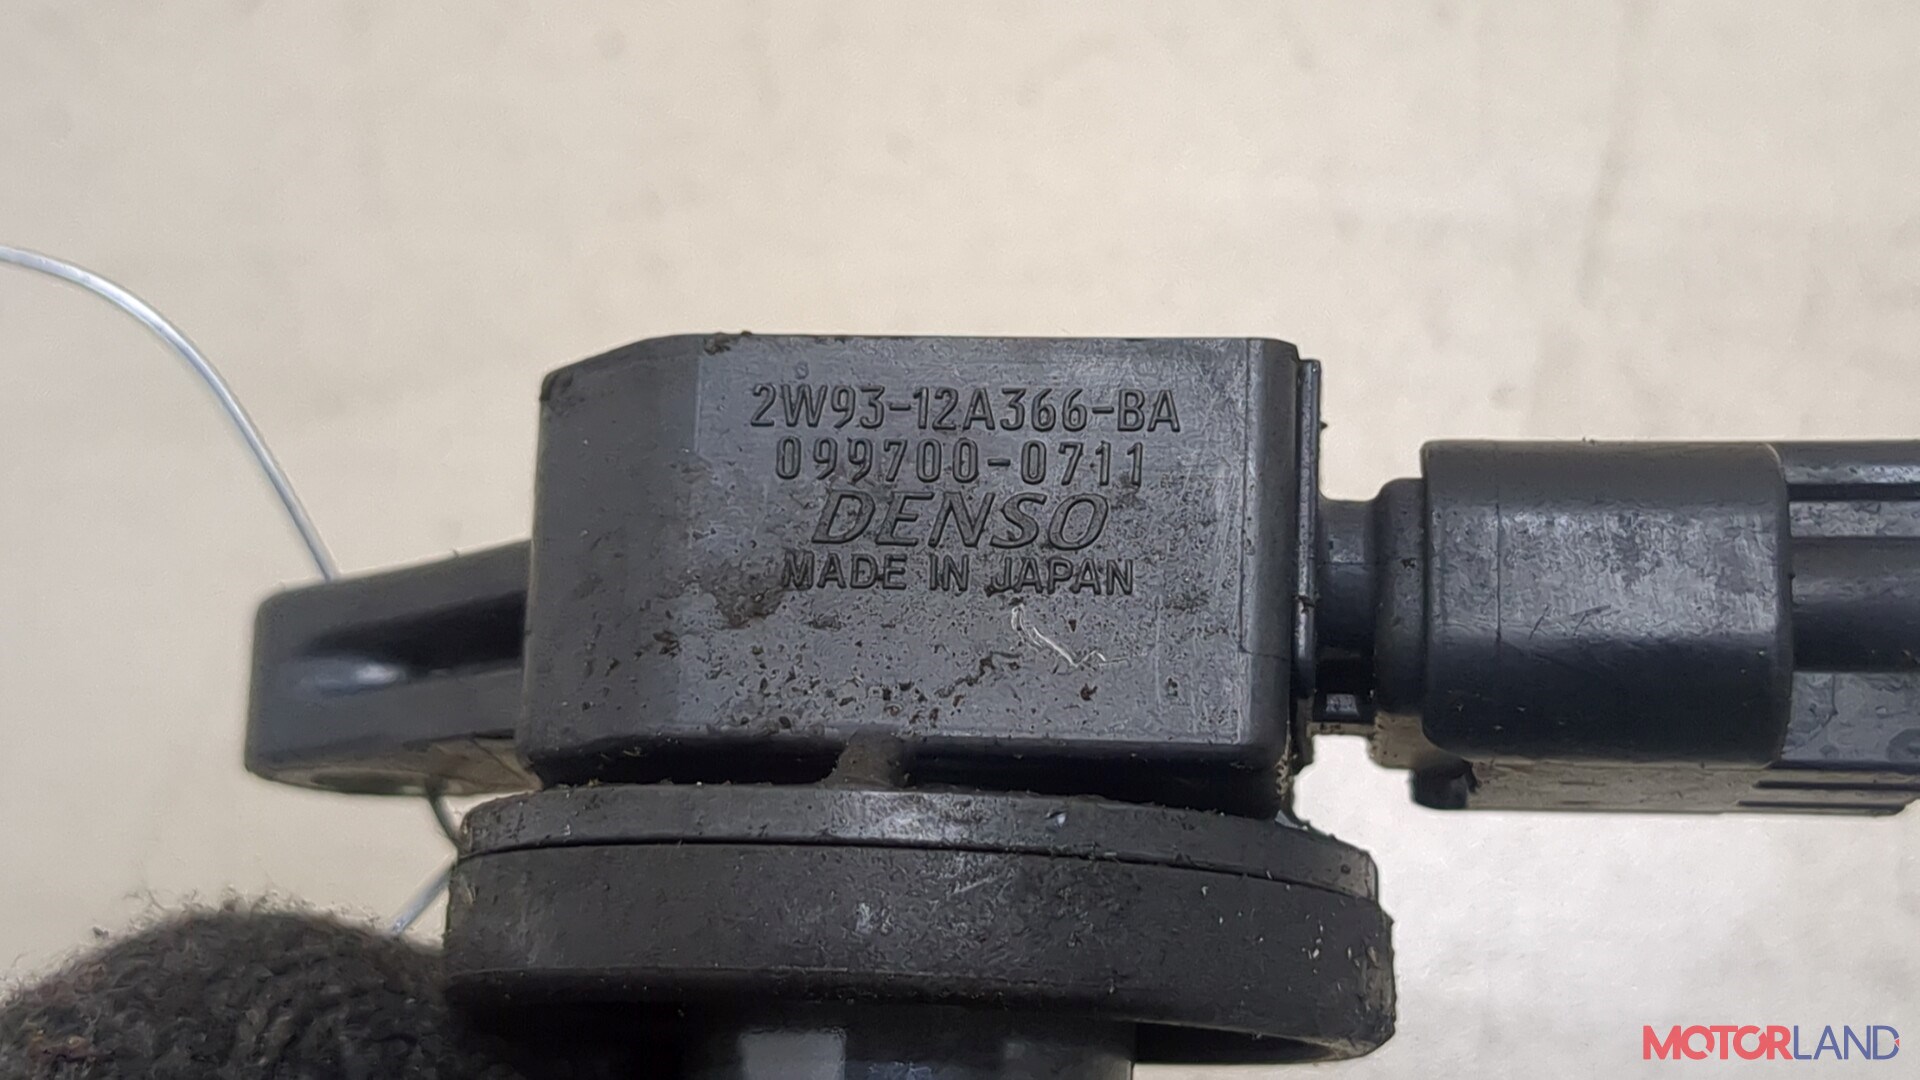 2W93-12A366-BA
099700-0711
DENSO
MADE IN JAPAN
MOTORLAND